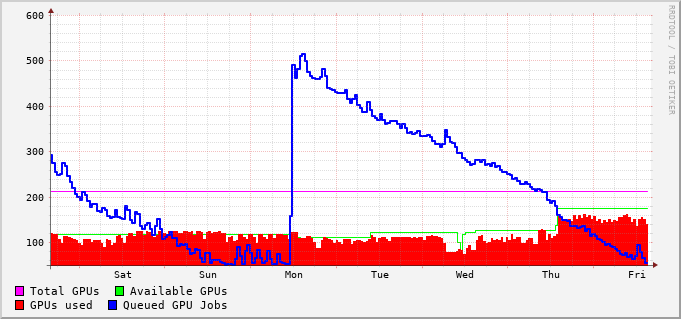 600
RRDTOOL / TOBI OETIKER
500
400
300
200
100
Sat Sun Mon Tue Wed Thu Fri
Total GPUs Available GPUs
GPUs used Queued GPU Jobs